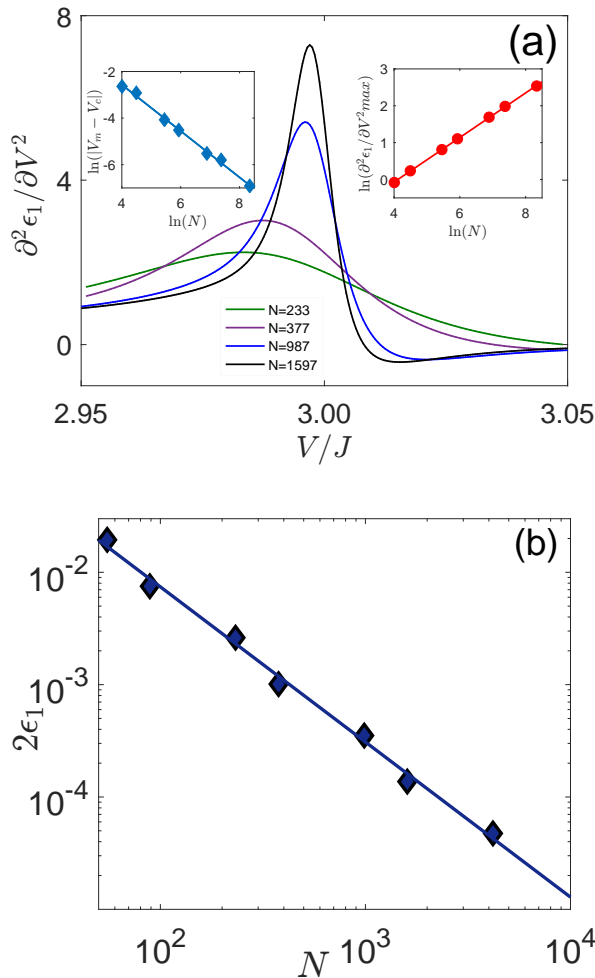 (a)
8
4
0
∂²ϵ₁/∂V²
2.95
3.00
3.05
V/J
-2
-4
-6
ln(|Vₘ − V_c|)
4
6
8
ln(N)
3
2
1
0
ln(∂²ϵ₁/∂V²max)
4
6
8
ln(N)
N=233
N=377
N=987
N=1597
(b)
10⁻²
10⁻³
10⁻⁴
2ϵ₁
10²
10³
10⁴
N